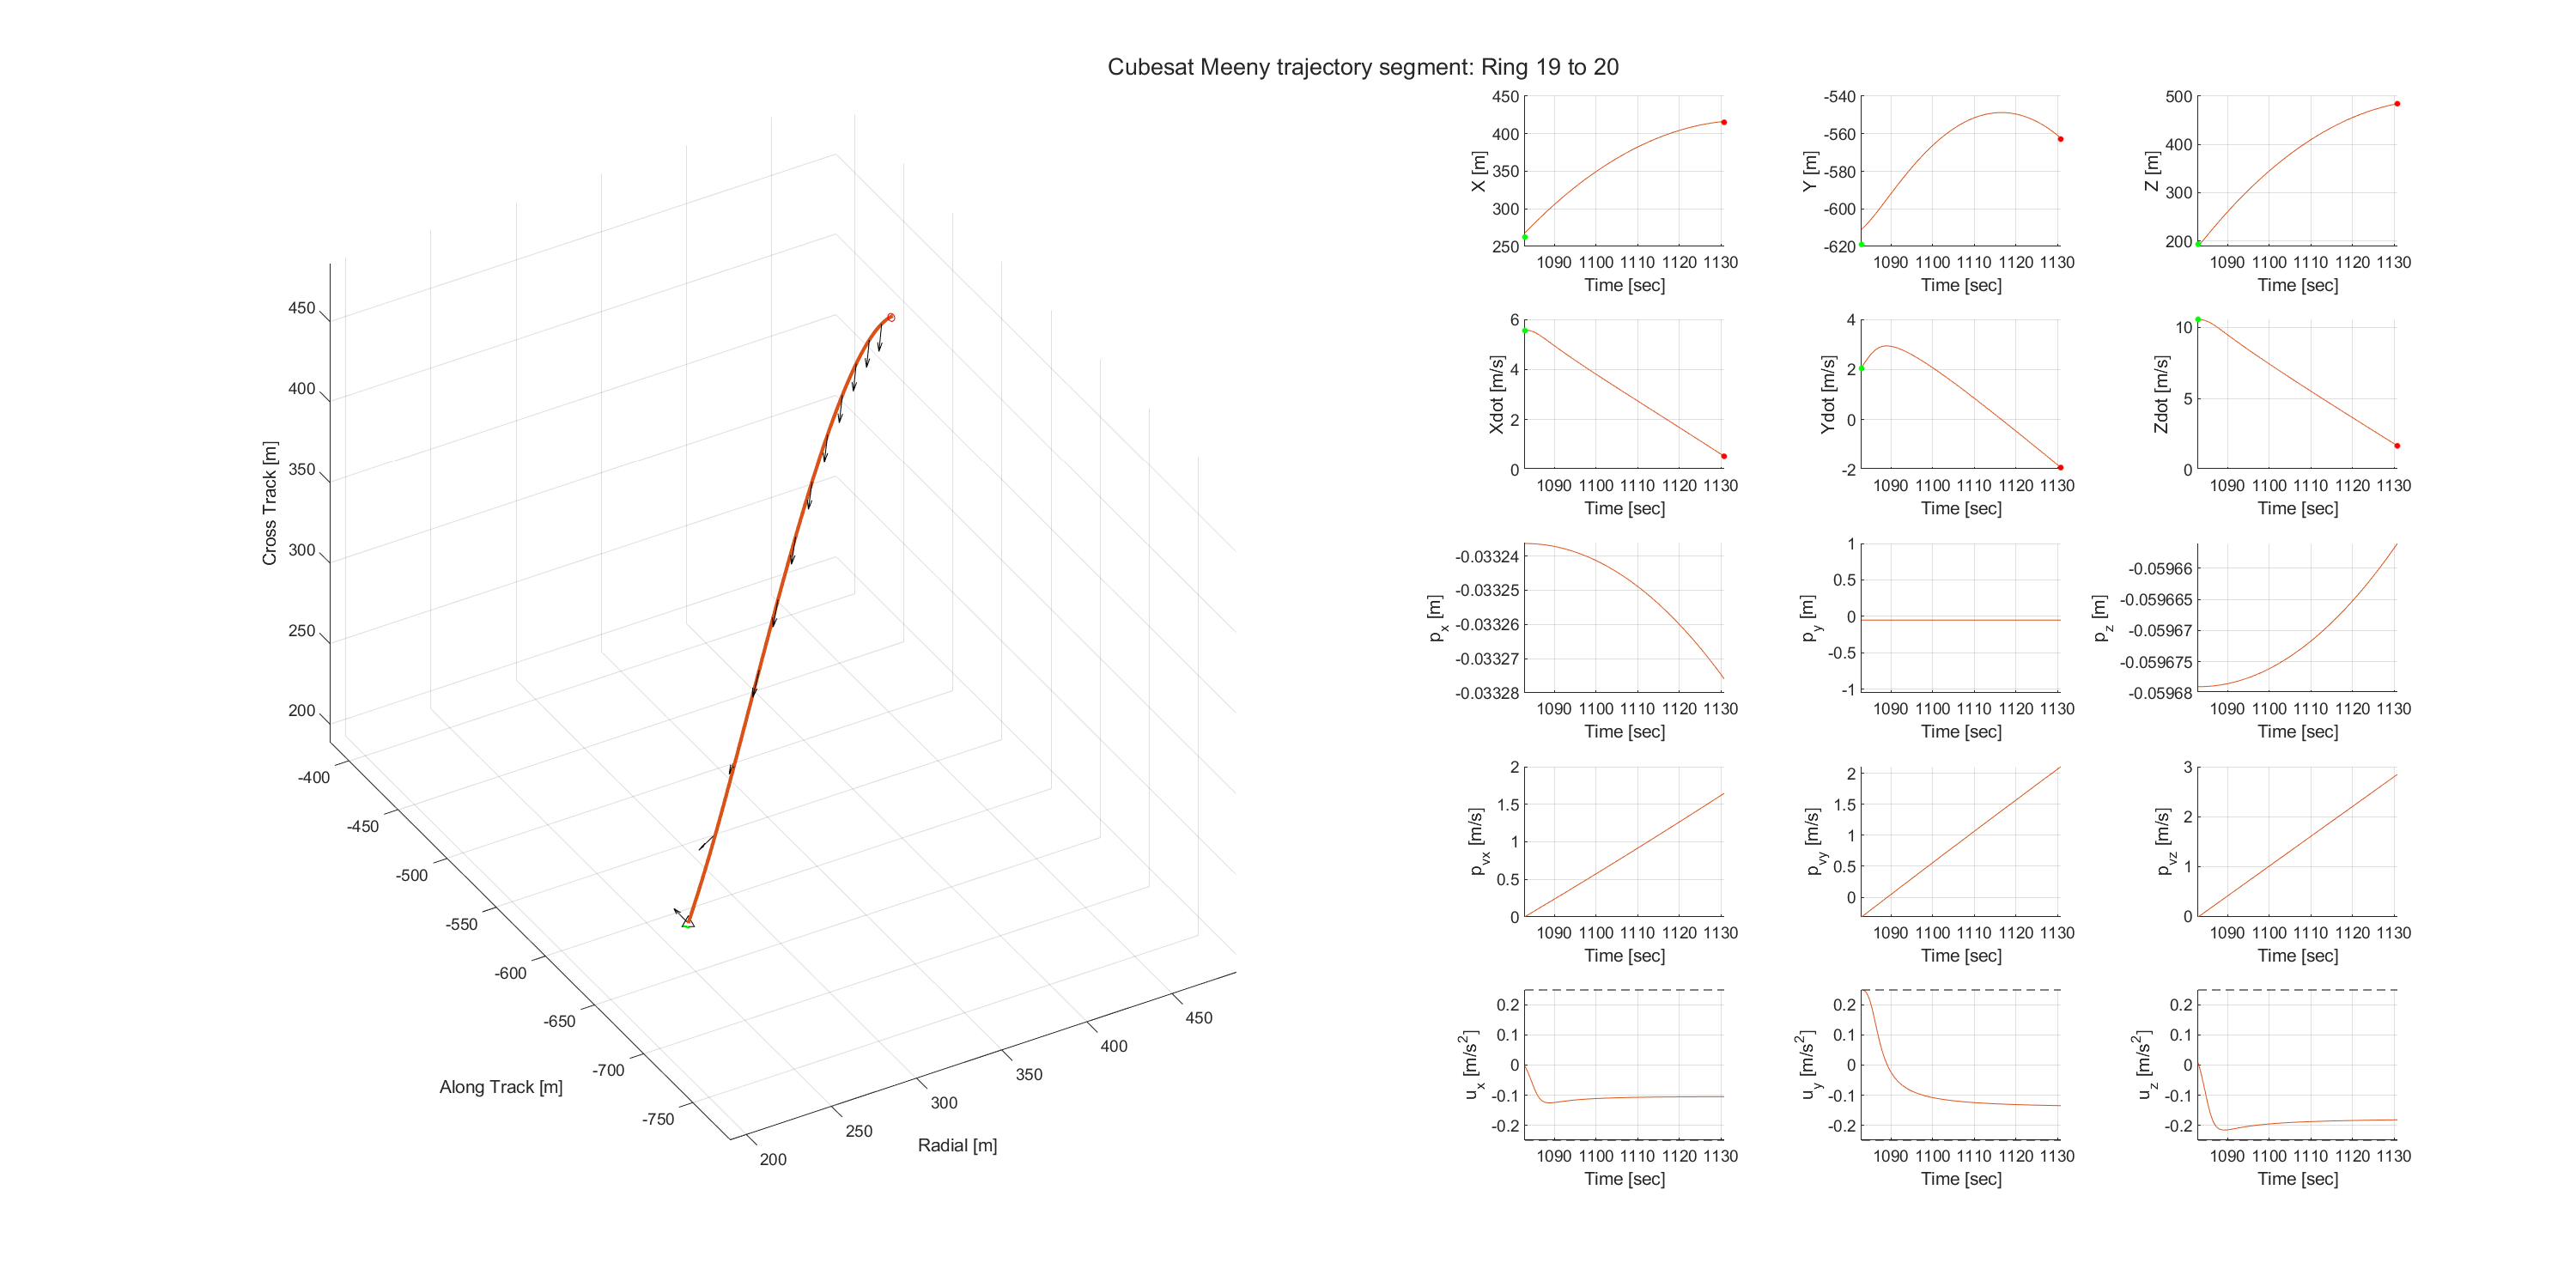 Cubesat Meeny trajectory segment: Ring 19 to 20
Cross Track [m]
450
400
350
300
250
200
-400
-450
-500
-550
-600
-650
-700
-750
Along Track [m]
200
250
300
350
400
450
Radial [m]
X [m]
450
400
350
300
250
1090 1100 1110 1120 1130
Time [sec]
Y [m]
-540
-560
-580
-600
-620
1090 1100 1110 1120 1130
Time [sec]
Z [m]
500
400
300
200
1090 1100 1110 1120 1130
Time [sec]
Xdot [m/s]
6
4
2
0
1090 1100 1110 1120 1130
Time [sec]
Ydot [m/s]
4
2
0
-2
1090 1100 1110 1120 1130
Time [sec]
Zdot [m/s]
10
5
0
1090 1100 1110 1120 1130
Time [sec]
p_x [m]
-0.03324
-0.03325
-0.03326
-0.03327
-0.03328
1090 1100 1110 1120 1130
Time [sec]
p_y [m]
1
0.5
0
-0.5
-1
1090 1100 1110 1120 1130
Time [sec]
p_z [m]
-0.05966
-0.059665
-0.05967
-0.059675
-0.05968
1090 1100 1110 1120 1130
Time [sec]
p_vx [m/s]
2
1.5
1
0.5
0
1090 1100 1110 1120 1130
Time [sec]
p_vy [m/s]
2
1.5
1
0.5
0
1090 1100 1110 1120 1130
Time [sec]
p_vz [m/s]
3
2
1
0
1090 1100 1110 1120 1130
Time [sec]
u_x [m/s²]
0.2
0.1
0
-0.1
-0.2
1090 1100 1110 1120 1130
Time [sec]
u_y [m/s²]
0.2
0.1
0
-0.1
-0.2
1090 1100 1110 1120 1130
Time [sec]
u_z [m/s²]
0.2
0.1
0
-0.1
-0.2
1090 1100 1110 1120 1130
Time [sec]